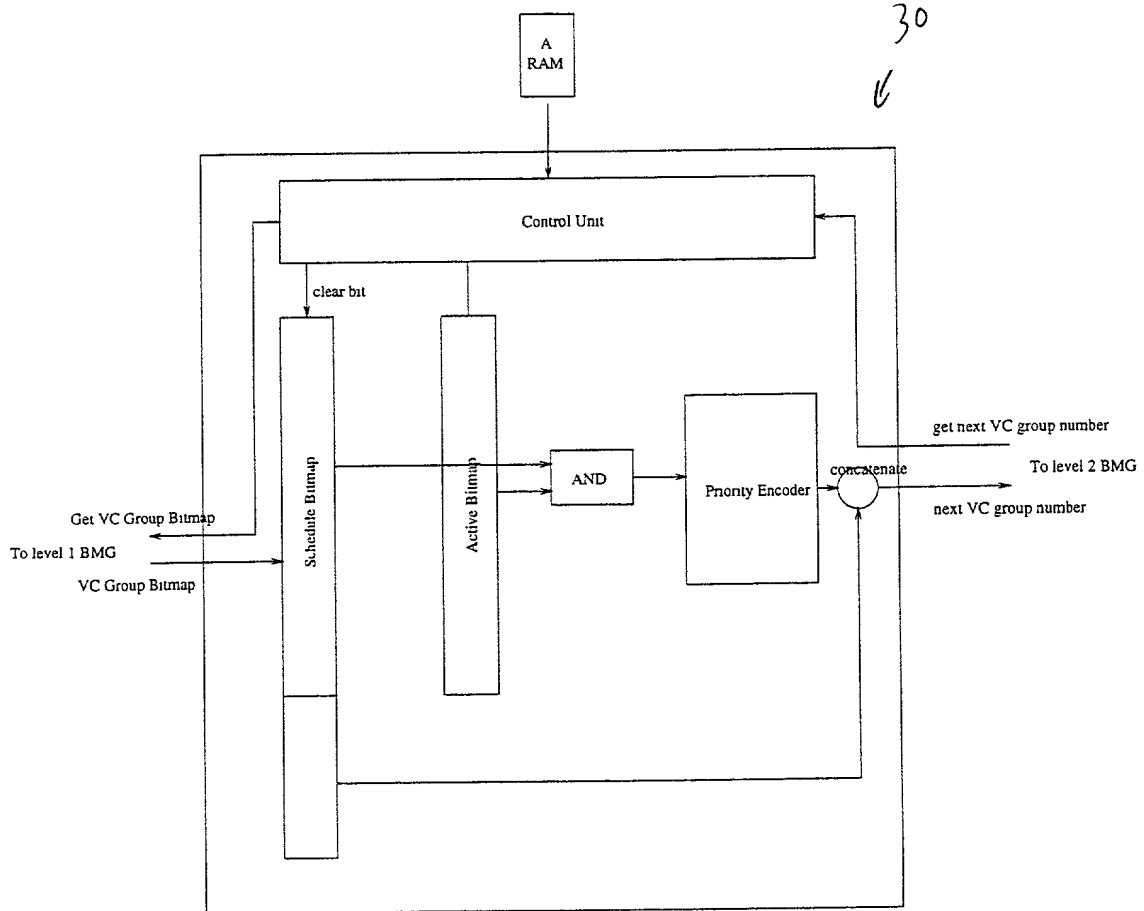 30
A
RAM
Control Unit
clear bit
Schedule Bitmap
Active Bitmap
AND
Priority Encoder
concatenate
get next VC group number
To level 2 BMG
next VC group number
Get VC Group Bitmap
To level 1 BMG
VC Group Bitmap